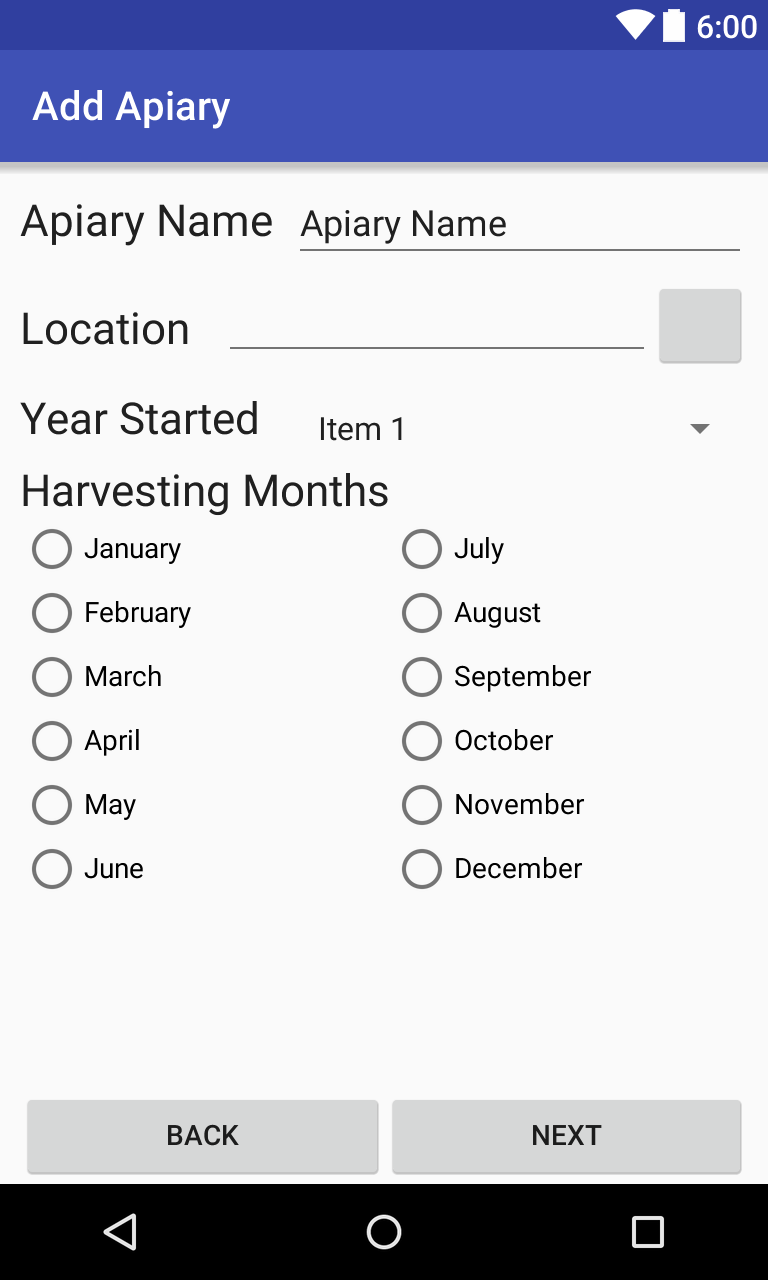 6:00
Add Apiary
Apiary Name Apiary Name
Location
Year Started Item 1
Harvesting Months
January July
February August
March September
April October
May November
June December
BACK NEXT